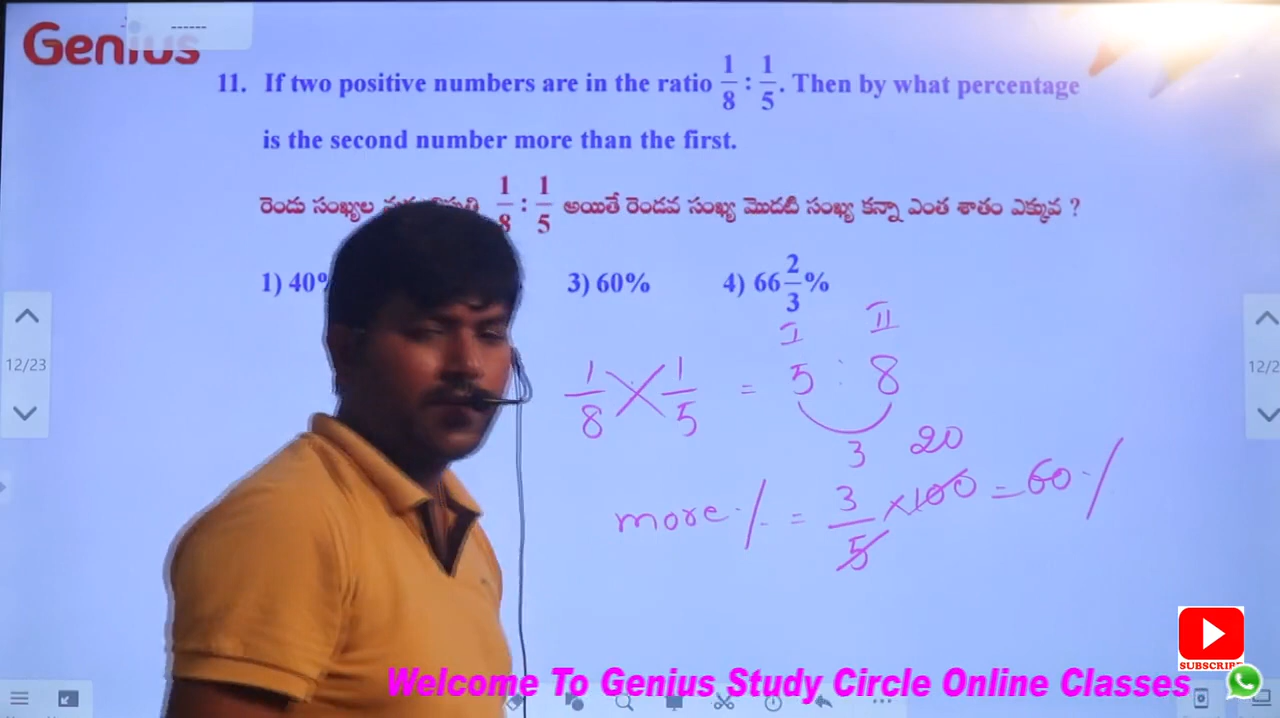 Genius
------
11. If two positive numbers are in the ratio 1/8 : 1/5. Then by what percentage
is the second number more than the first.
రెండు సంఖ్యల 1/8 : 1/5 అయితే రెండవ సంఖ్య మొదటి సంఖ్య కన్నా ఎంత శాతం ఎక్కువ ?
1) 40% 3) 60% 4) 66 2/3 %
I II
1/8 X 1/5 = 5 : 8
3 20
more % = 3/5 × 100 = 60 %
12/23
12/2
SUBSCRIBE
Welcome To Genius Study Circle Online Classes